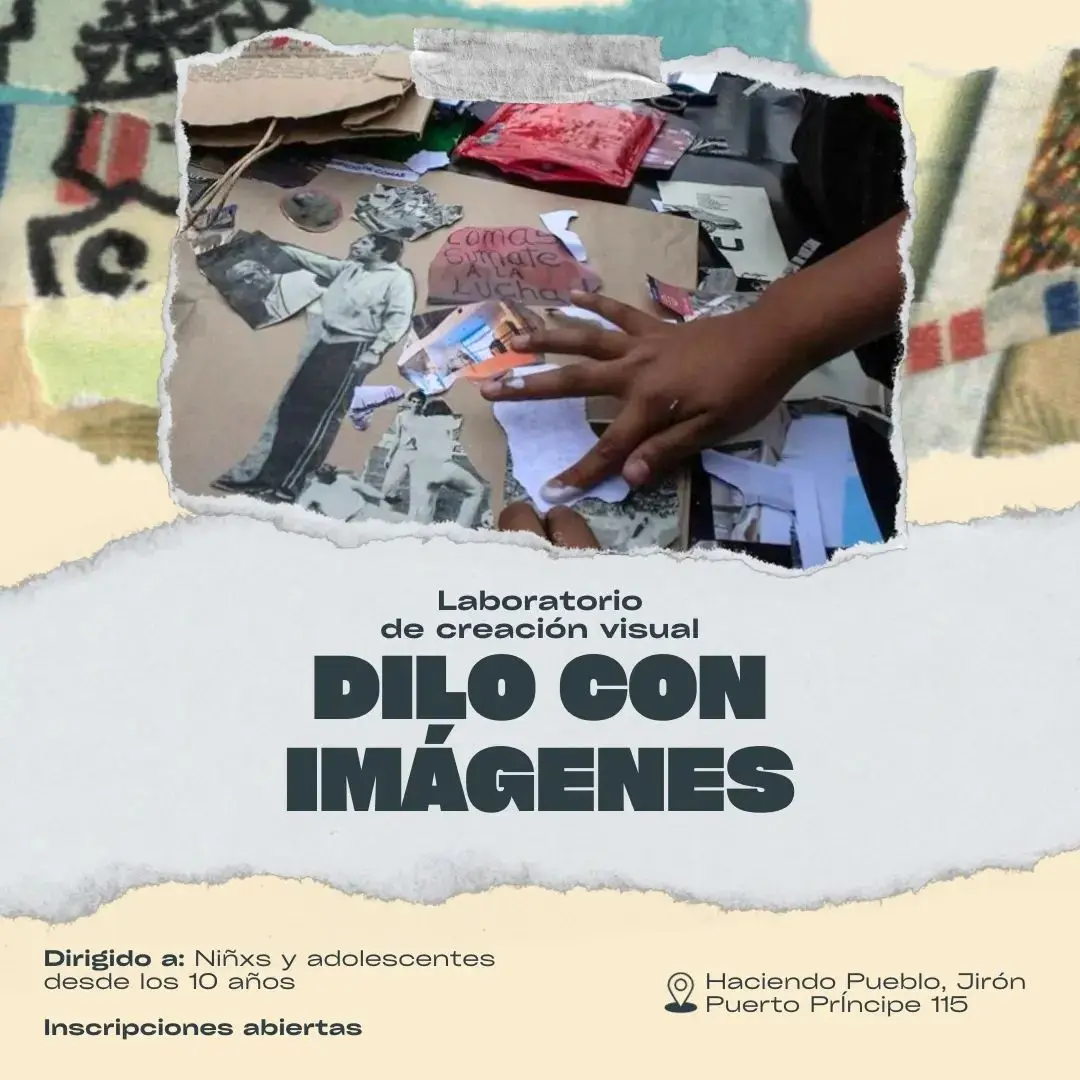 Comas
Súmate
A LA
Lucha
Laboratorio
de creación visual
DILO CON
IMÁGENES
Dirigido a: Niñxs y adolescentes
desde los 10 años
Inscripciones abiertas
Haciendo Pueblo, Jirón
Puerto PrÍncipe 115